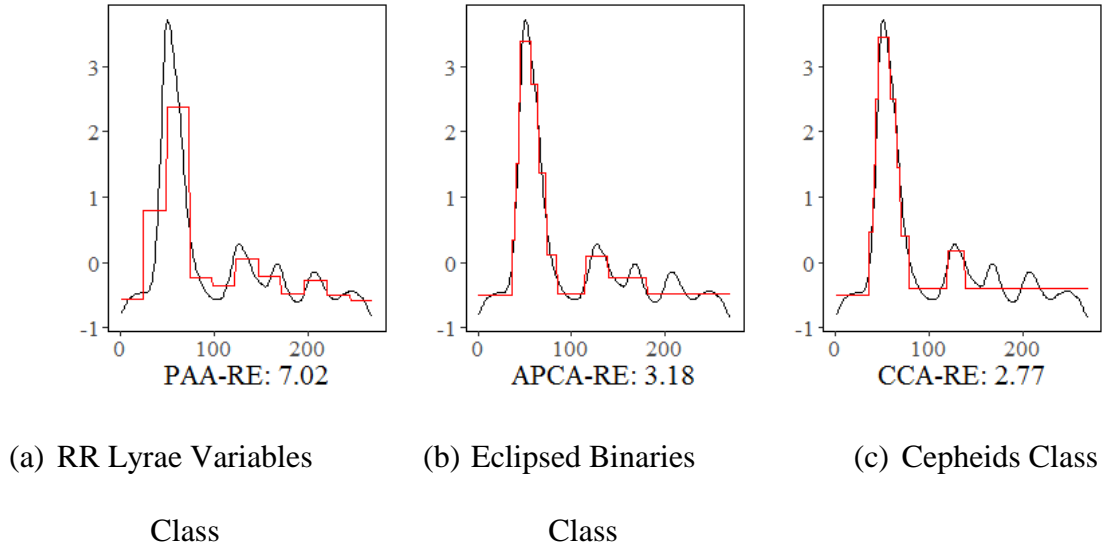 3
2
1
0
-1
0 100 200
PAA-RE: 7.02
3
2
1
0
-1
0 100 200
APCA-RE: 3.18
3
2
1
0
-1
0 100 200
CCA-RE: 2.77
(a) RR Lyrae Variables
Class
(b) Eclipsed Binaries
Class
(c) Cepheids Class